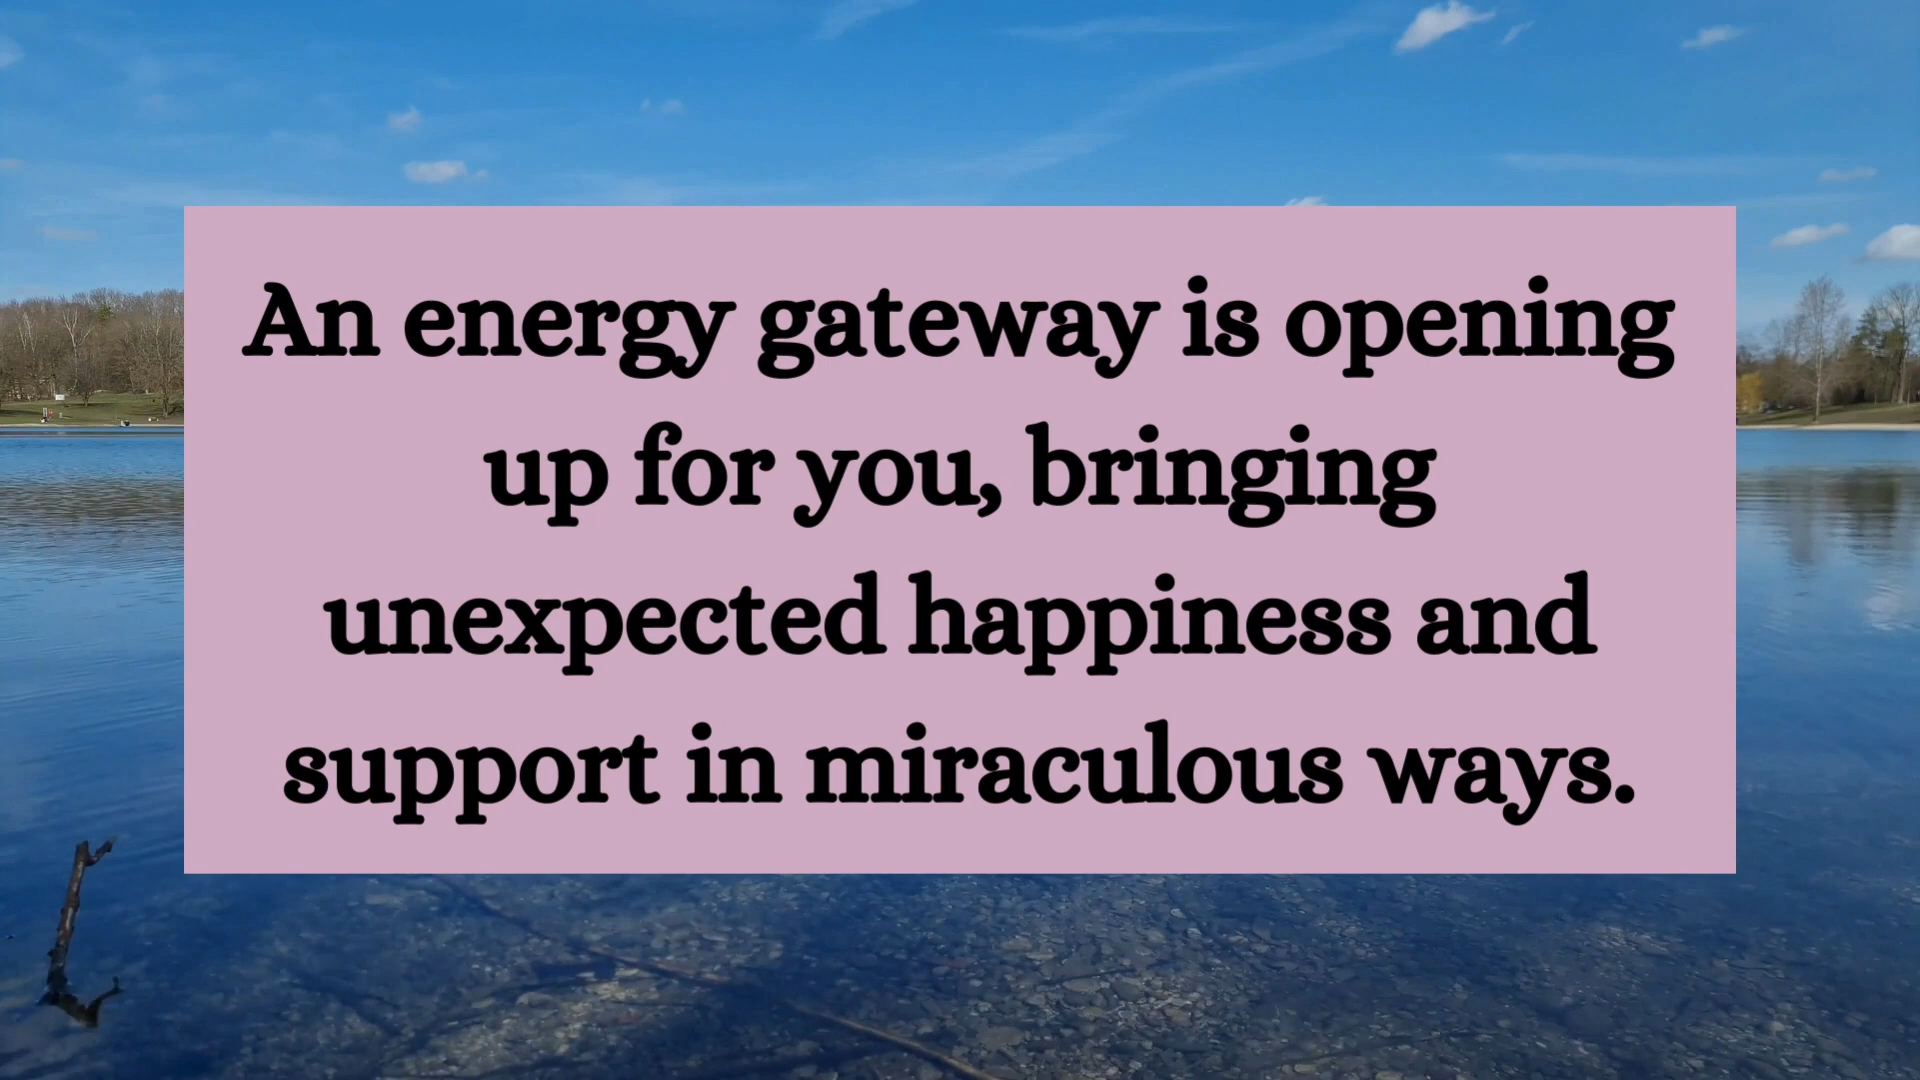 An energy gateway is opening
up for you, bringing
unexpected happiness and
support in miraculous ways.